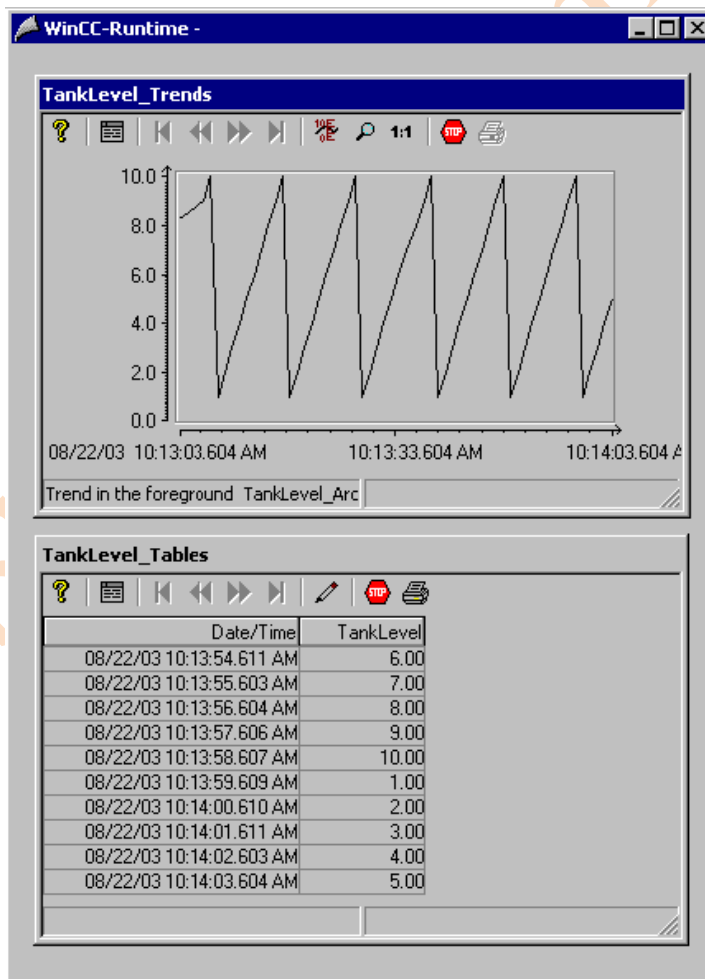 WinCC-Runtime -
TankLevel_Trends
1:1 STOP
10.0
8.0
6.0
4.0
2.0
0.0
08/22/03 10:13:03.604 AM 10:13:33.604 AM 10:14:03.604 A
Trend in the foreground TankLevel_Arc
TankLevel_Tables
STOP
Date/Time TankLevel
08/22/03 10:13:54.611 AM 6.00
08/22/03 10:13:55.603 AM 7.00
08/22/03 10:13:56.604 AM 8.00
08/22/03 10:13:57.606 AM 9.00
08/22/03 10:13:58.607 AM 10.00
08/22/03 10:13:59.609 AM 1.00
08/22/03 10:14:00.610 AM 2.00
08/22/03 10:14:01.611 AM 3.00
08/22/03 10:14:02.603 AM 4.00
08/22/03 10:14:03.604 AM 5.00